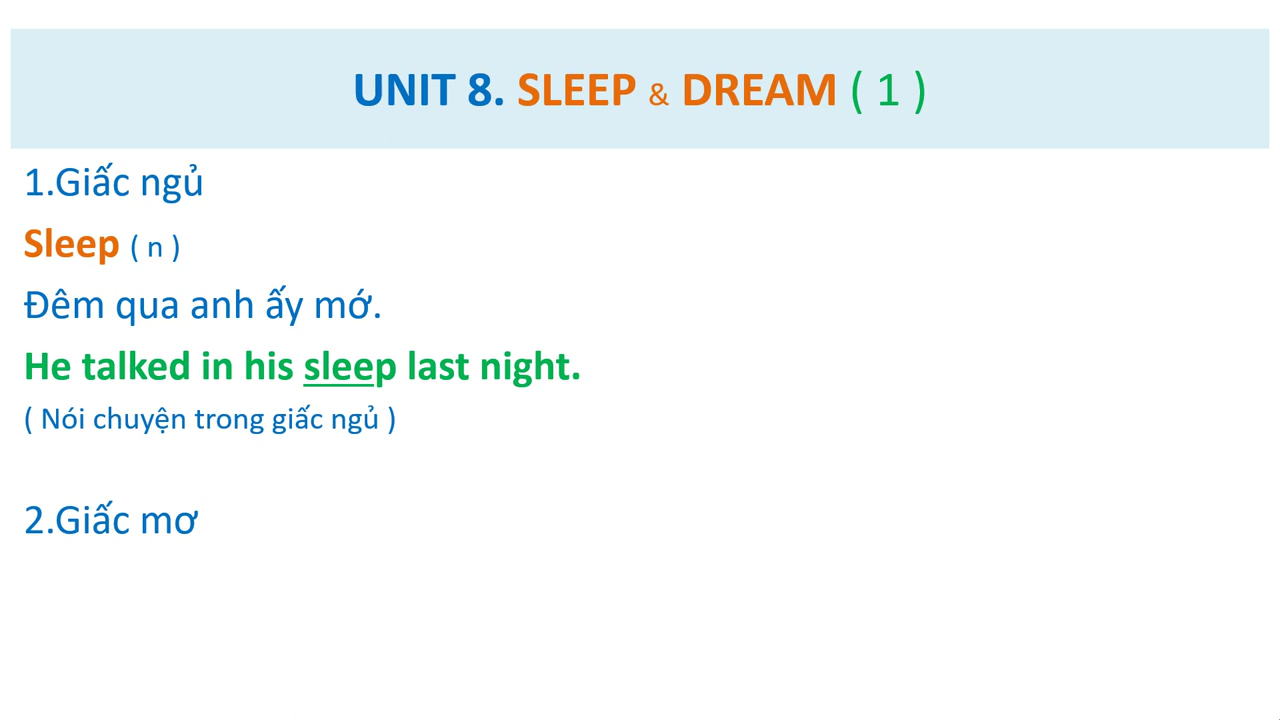 UNIT 8. SLEEP & DREAM ( 1 )
1.Giấc ngủ
Sleep ( n )
Đêm qua anh ấy mớ.
He talked in his sleep last night.
( Nói chuyện trong giấc ngủ )
2.Giấc mơ